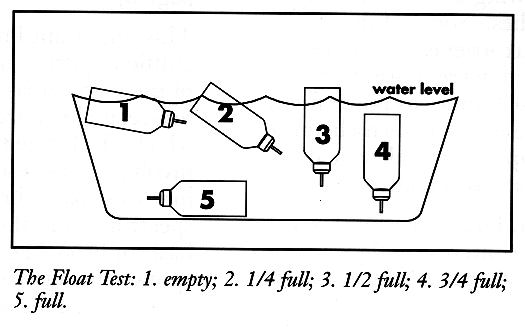 water level
1
2
3
4
5
The Float Test: 1. empty; 2. 1/4 full; 3. 1/2 full; 4. 3/4 full;
5. full.